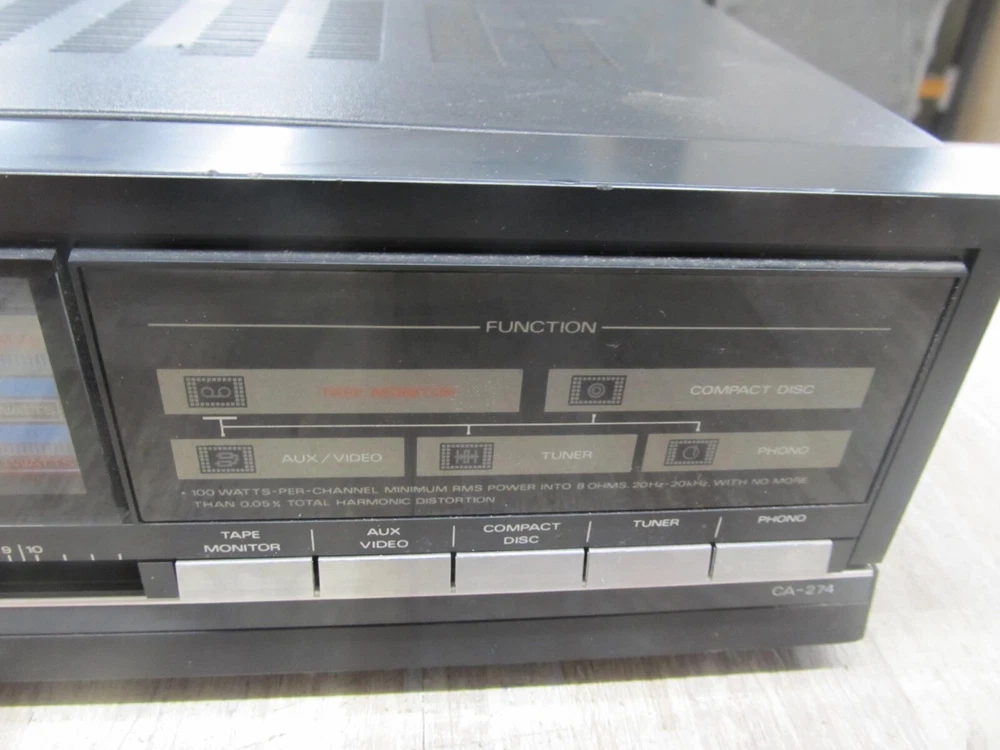 FUNCTION
TAPE MONITOR
COMPACT DISC
AUX/VIDEO
TUNER
PHONO
• 100 WATTS-PER-CHANNEL MINIMUM RMS POWER INTO 8 OHMS. 20Hz-20kHz. WITH NO MORE
THAN 0.05% TOTAL HARMONIC DISTORTION
TAPE
MONITOR
AUX
VIDEO
COMPACT
DISC
TUNER
PHONO
9 10
CA-274